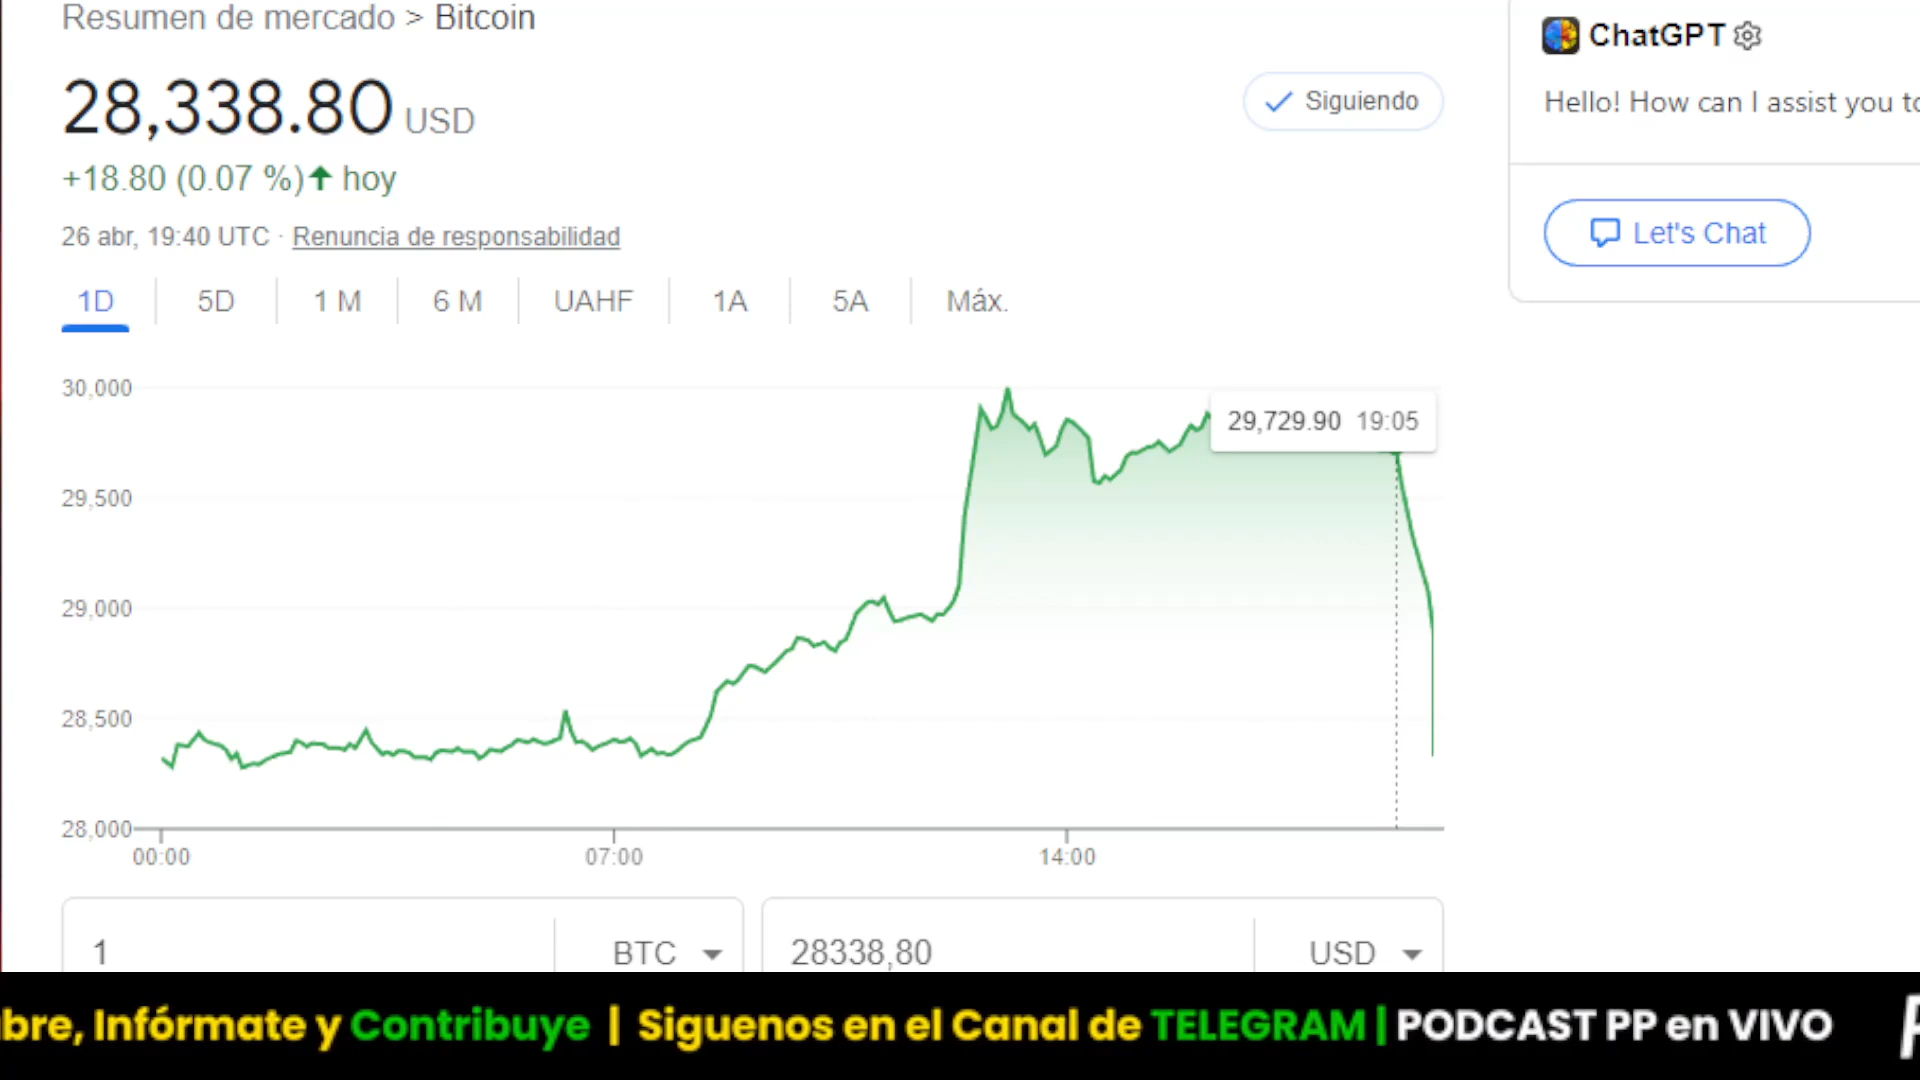 Resumen de mercado > Bitcoin
28,338.80 USD
+18.80 (0.07 %) hoy
26 abr, 19:40 UTC · Renuncia de responsabilidad
Siguiendo
1D 5D 1 M 6 M UAHF 1A 5A Máx.
30,000
29,500
29,000
28,500
28,000
29,729.90 19:05
00:00 07:00 14:00
1 BTC
28338,80 USD
ChatGPT
Hello! How can I assist you
Let's Chat
Infórmate y Contribuye | Siguenos en el Canal de TELEGRAM | PODCAST PP en VIVO